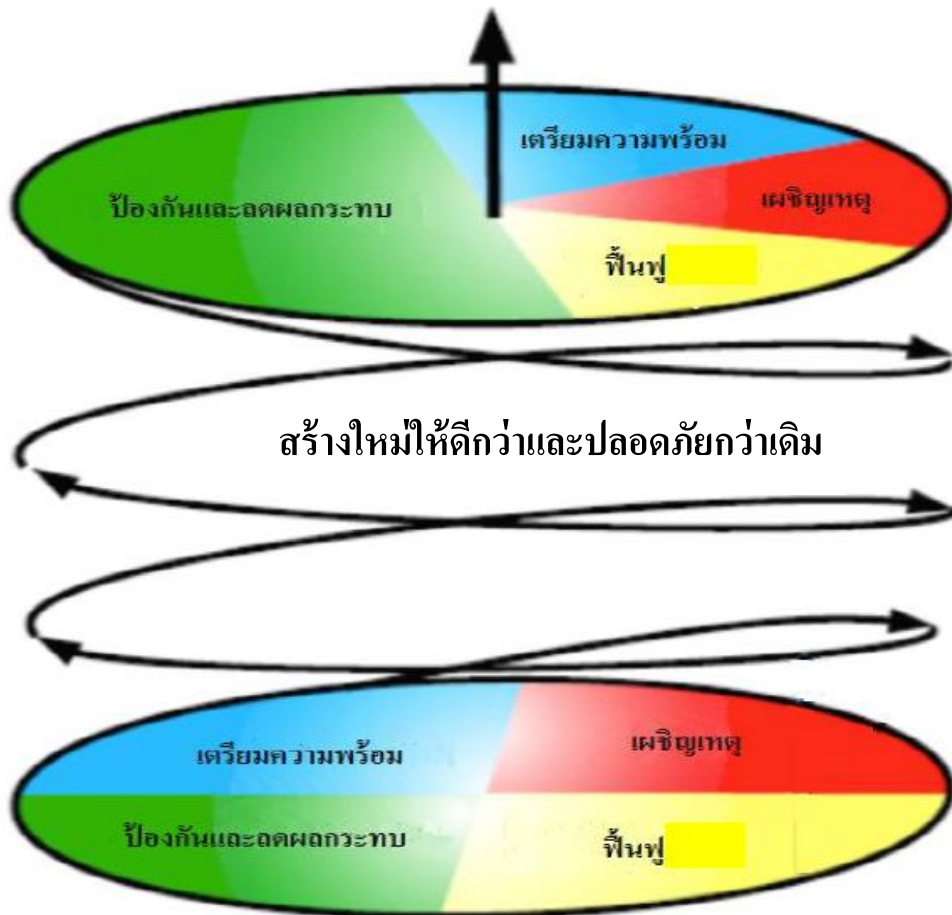 เตรียมความพร้อม
ป้องกันและลดผลกระทบ
เผชิญเหตุ
ฟื้นฟู
สร้างใหม่ให้ดีกว่าและปลอดภัยกว่าเดิม
เตรียมความพร้อม
เผชิญเหตุ
ป้องกันและลดผลกระทบ
ฟื้นฟู